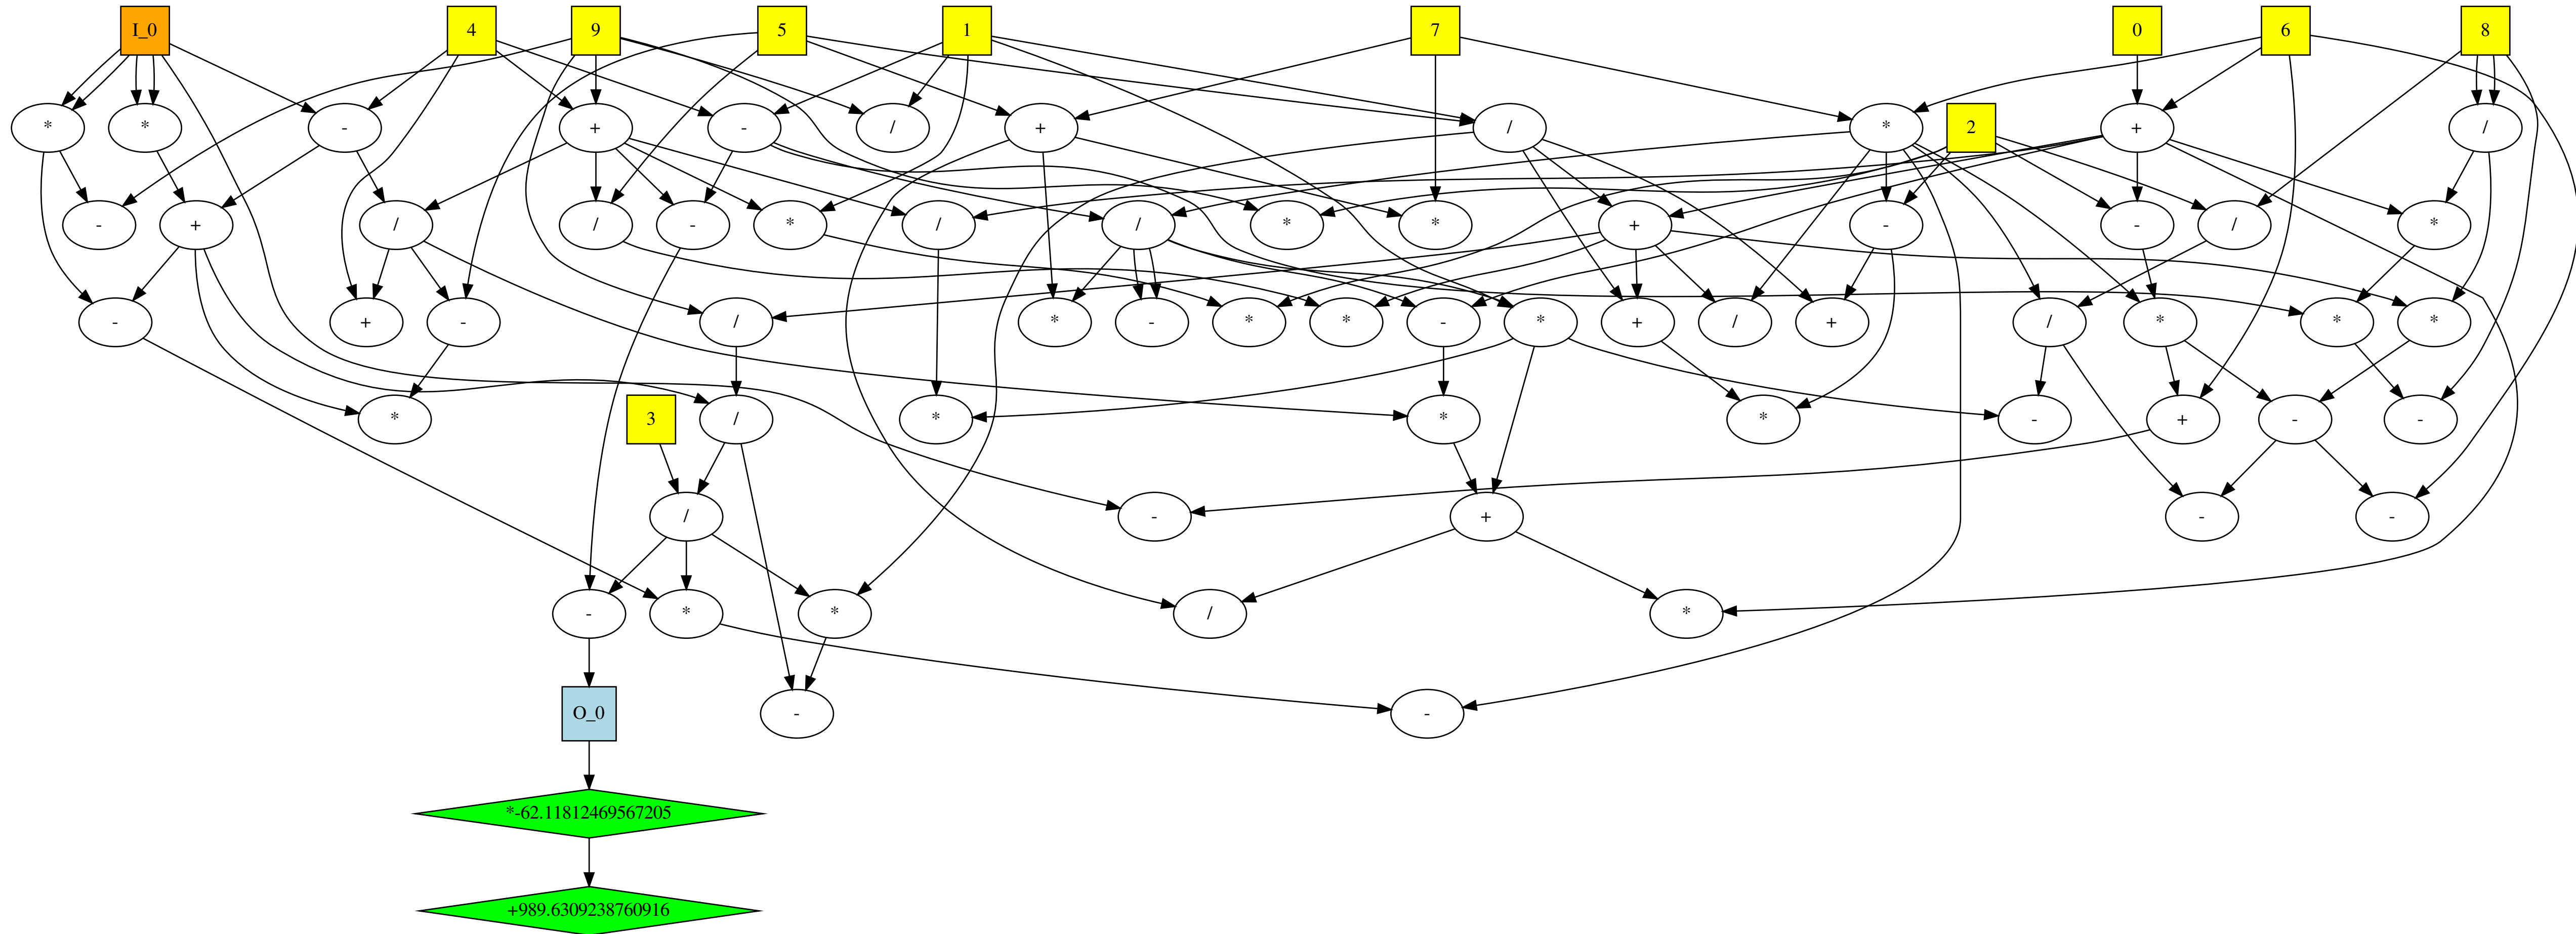 I_0 4 9 5 1 7 0 6 8
* * - + - / + / * 2 + /
- + / / - * / / * * + - - / *
- + - / * - * * - * + / + / * * *
* 3 / * * * - + - -
/ - + - -
- * * / *
O_0 - -
*-62.11812469567205
+989.6309238760916